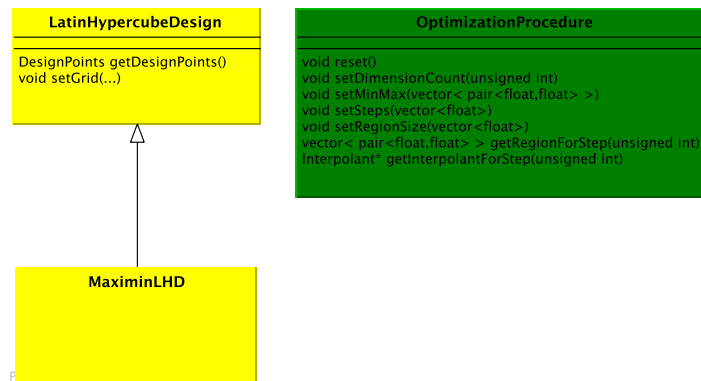 LatinHypercubeDesign
DesignPoints getDesignPoints()
void setGrid(...)
OptimizationProcedure
void reset()
void setDimensionCount(unsigned int)
void setMinMax(vector< pair<float,float> >)
void setSteps(vector<float>)
void setRegionSize(vector<float>)
vector< pair<float,float> > getRegionForStep(unsigned int)
Interpolant* getInterpolantForStep(unsigned int)
MaximinLHD